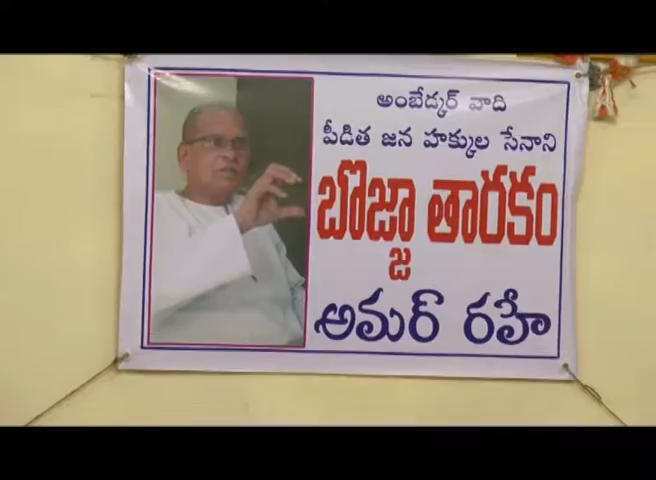 అంబేడ్కర్ వాది
పీడిత జన హక్కుల సేనాని
బొజ్జా తారకం
అమర్ రహే